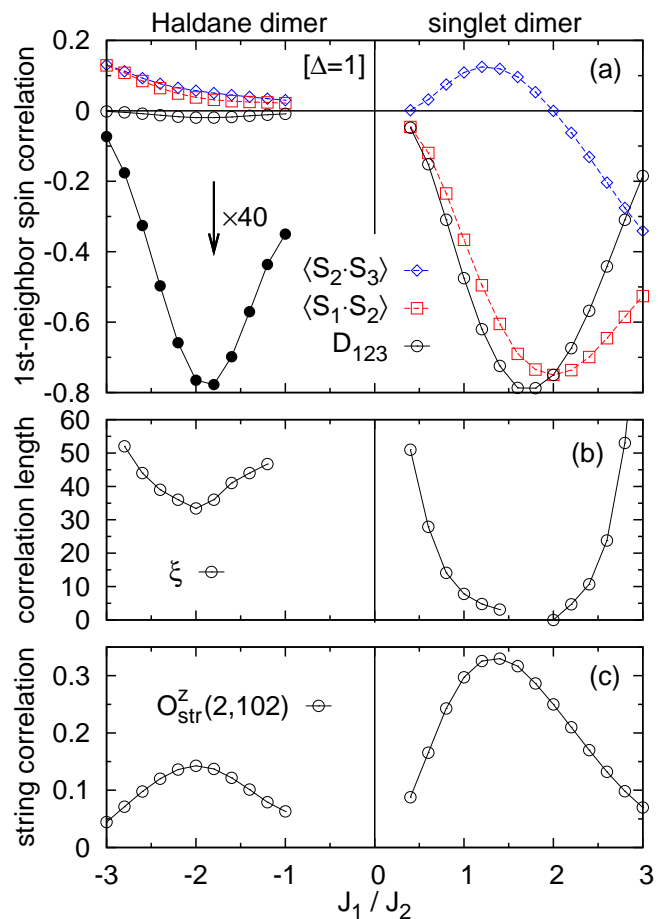 Haldane dimer singlet dimer
0.2
0
-0.2
-0.4
-0.6
-0.8
1st-neighbor spin correlation
[Δ=1]
(a)
×40
⟨S₂·S₃⟩
⟨S₁·S₂⟩
D₁₂₃
60
50
40
30
20
10
0
correlation length
(b)
ξ
0.3
0.2
0.1
0
string correlation
(c)
O^z_str(2,102)
-3 -2 -1 0 1 2 3
J₁ / J₂